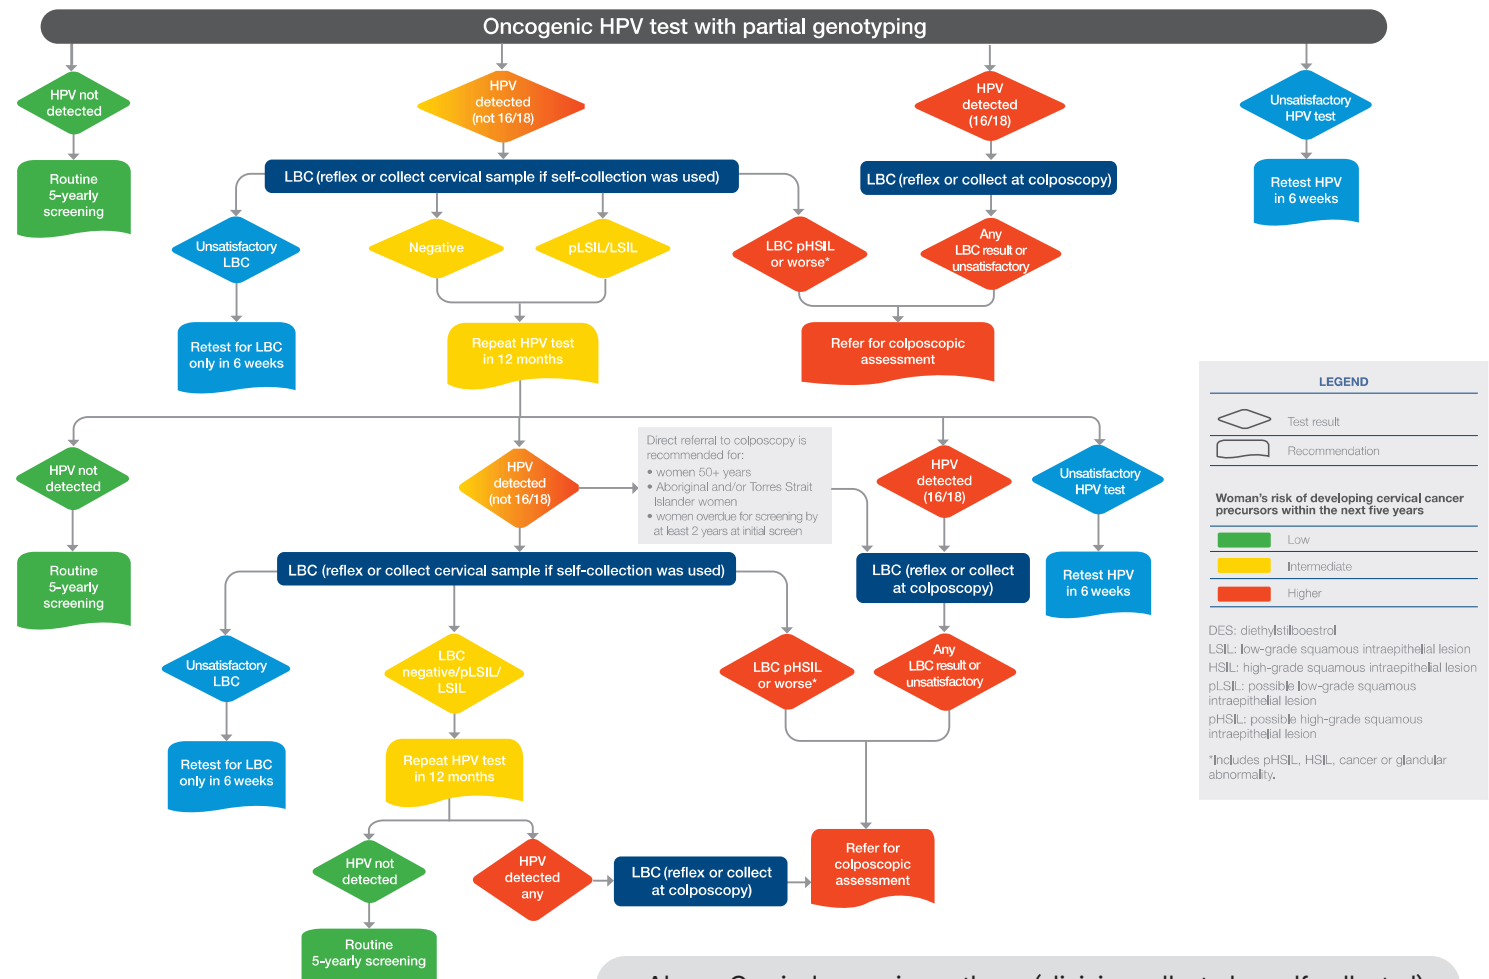 Oncogenic HPV test with partial genotyping
HPV not
detected
HPV
detected
(not 16/18)
HPV
detected
(16/18)
Unsatisfactory
HPV test
Routine
5-yearly
screening
LBC (reflex or collect cervical sample if self-collection was used)
LBC (reflex or collect at colposcopy)
Retest HPV
in 6 weeks
Unsatisfactory
LBC
Negative
pLSIL/LSIL
LBC pHSIL
or worse*
Any
LBC result or
unsatisfactory
Retest for LBC
only in 6 weeks
Repeat HPV test
in 12 months
Refer for colposcopic
assessment
HPV not
detected
HPV
detected
(not 16/18)
Direct referral to colposcopy is
recommended for:
• women 50+ years
• Aboriginal and/or Torres Strait
Islander women
• women overdue for screening by
at least 2 years at initial screen
HPV
detected
(16/18)
Unsatisfactory
HPV test
Routine
5-yearly
screening
LBC (reflex or collect cervical sample if self-collection was used)
LBC (reflex or collect
at colposcopy)
Retest HPV
in 6 weeks
Unsatisfactory
LBC
LBC
negative/pLSIL/
LSIL
LBC pHSIL
or worse*
Any
LBC result or
unsatisfactory
Retest for LBC
only in 6 weeks
Repeat HPV test
in 12 months
HPV not
detected
HPV
detected
any
LBC (reflex or collect
at colposcopy)
Refer for
colposcopic
assessment
Routine
5-yearly screening
LEGEND
Test result
Recommendation
Woman's risk of developing cervical cancer
precursors within the next five years
Low
Intermediate
Higher
DES: diethylstilboestrol
LSIL: low-grade squamous intraepithelial lesion
HSIL: high-grade squamous intraepithelial lesion
pLSIL: possible low-grade squamous
intraepithelial lesion
pHSIL: possible high-grade squamous
intraepithelial lesion
*Includes pHSIL, HSIL, cancer or glandular
abnormality.